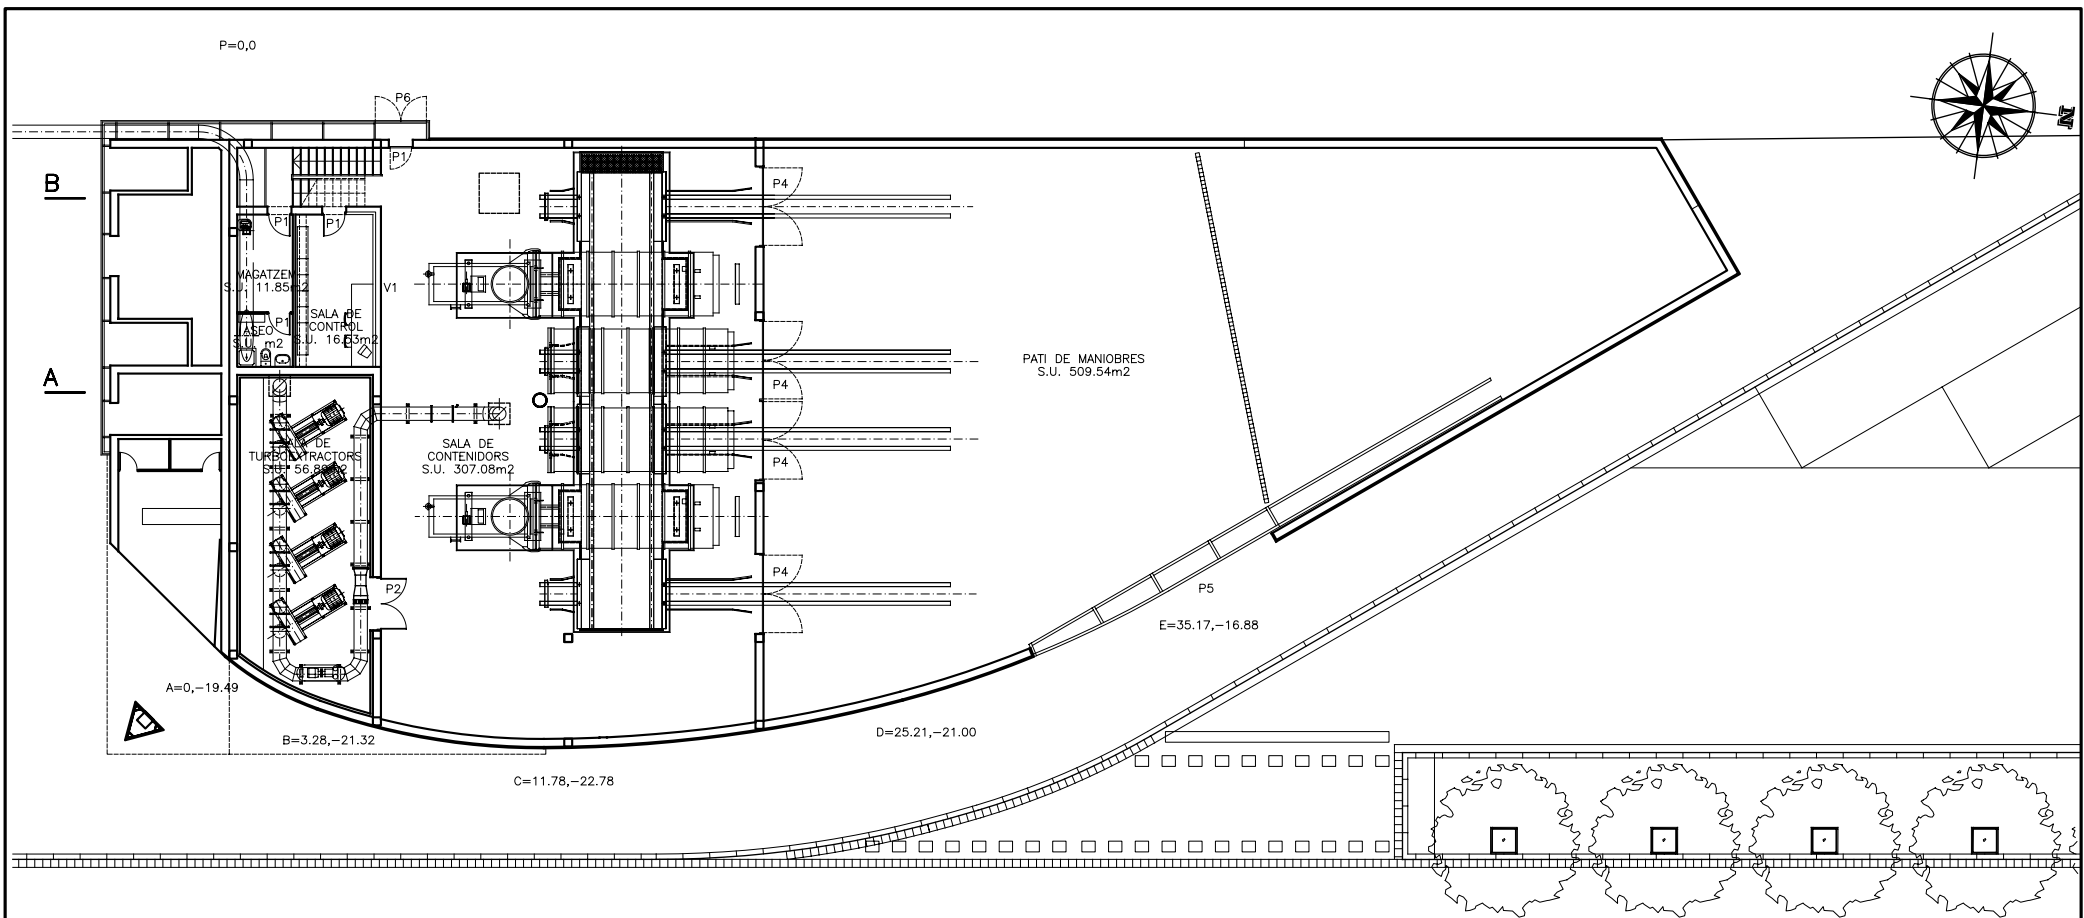 P=0,0
P6
N
P1
B
P4
P1
P1
MAGATZEM
S.U. 11.85m2
V1
SALA DE
CONTROL
S.U. 16.53m2
P1
ASEO
m2
PATI DE MANIOBRES
S.U. 509.54m2
A
P4
SALA DE
TURBOEXTRACTORS
S.U.
SALA DE
CONTENIDORS
S.U. 307.08m2
P4
P4
P2
P5
E=35.17,-16.88
A=0,-19.49
B=3.28,-21.32
D=25.21,-21.00
C=11.78,-22.78